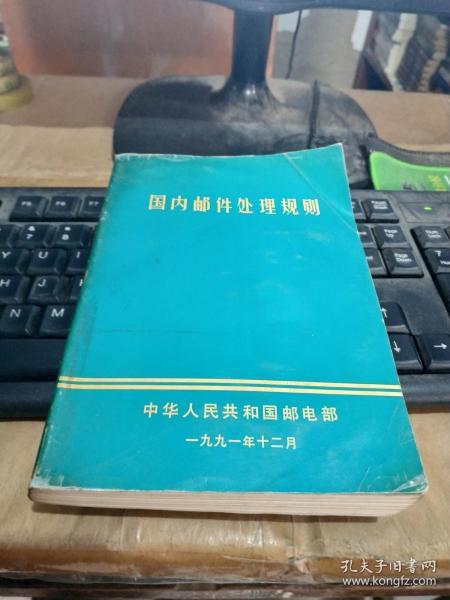 国内邮件处理规则
中华人民共和国邮电部
一九九一年十二月
孔夫子旧书网
www.kongfz.com